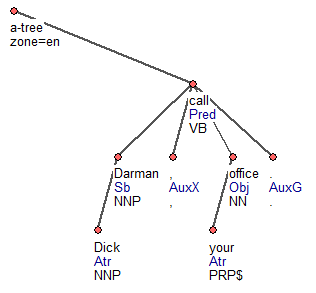 a-tree
zone=en
call
Pred
VB
Darman , office .
Sb AuxX Obj AuxG
NNP , NN .
Dick your
Atr Atr
NNP PRP$